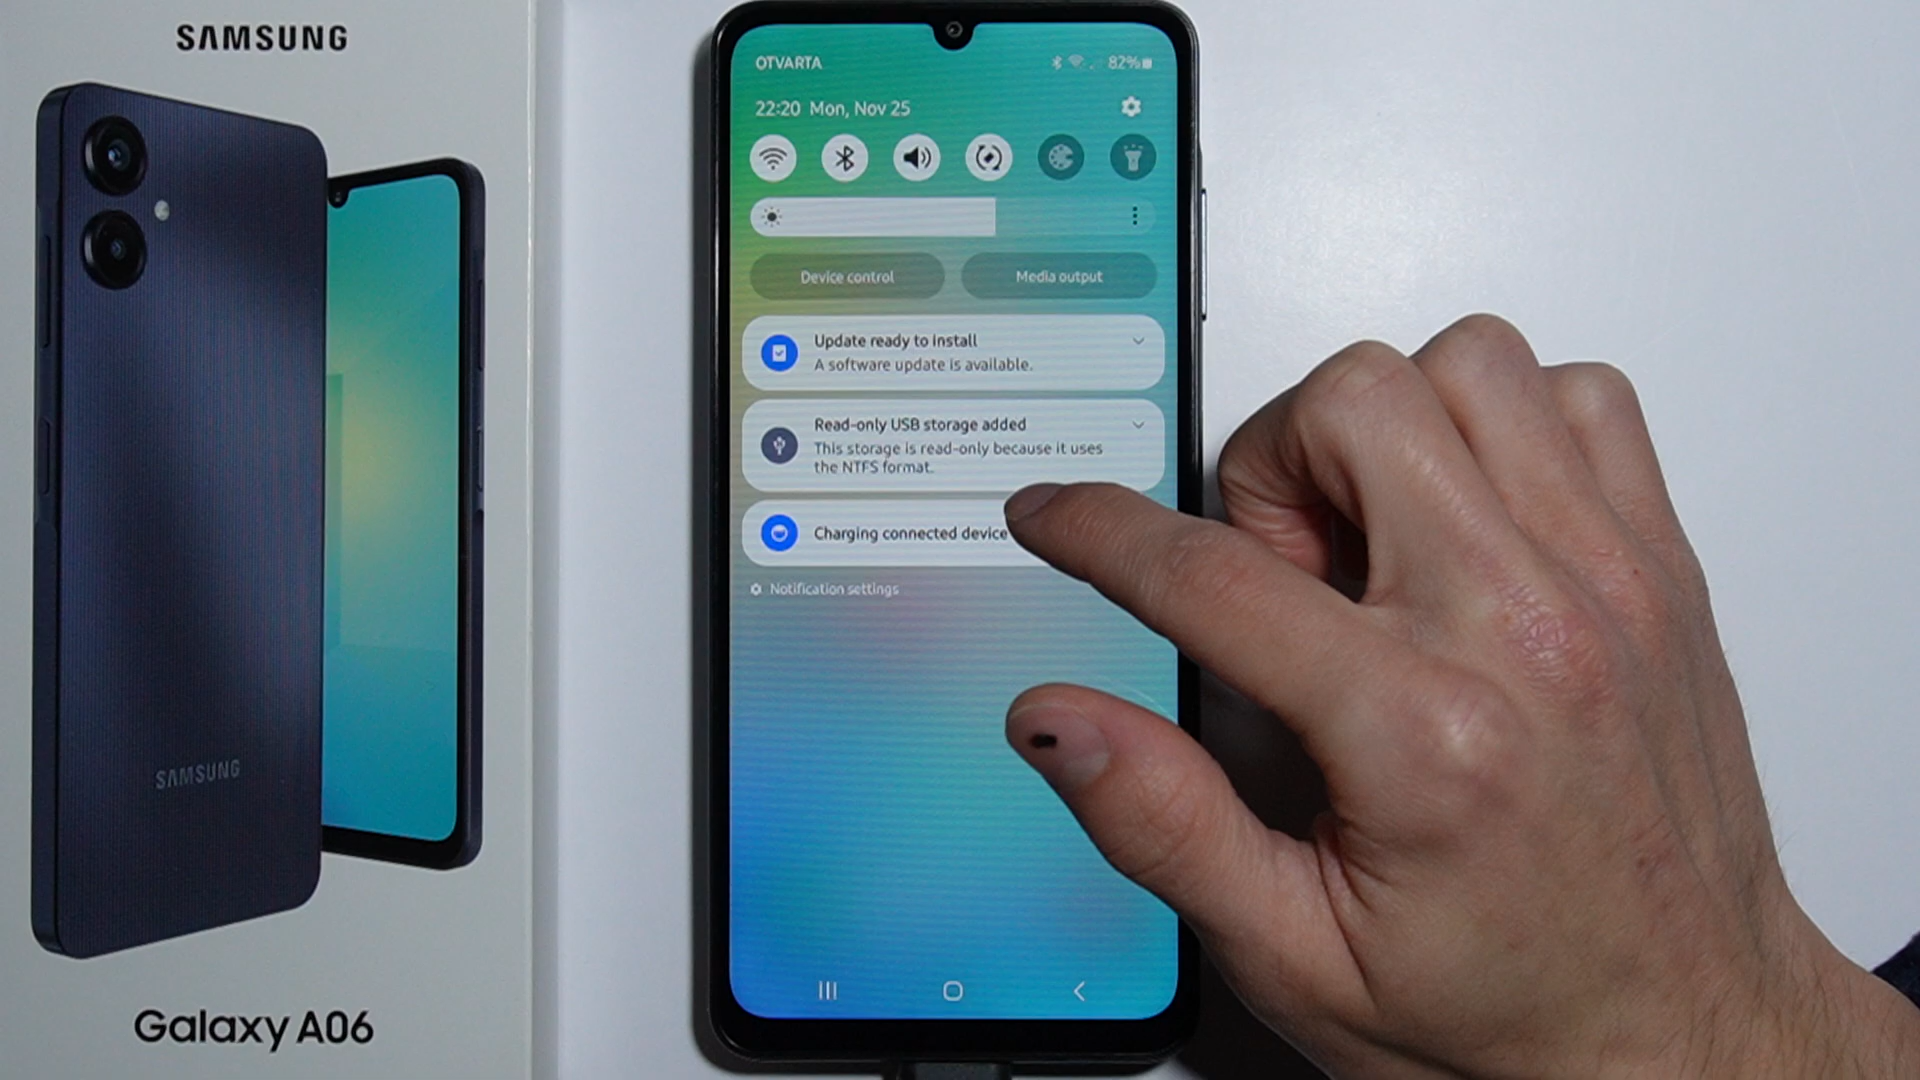 SAMSUNG
SAMSUNG
Galaxy A06
OTVARTA
82%
22:20 Mon, Nov 25
Device control
Media output
Update ready to install
A software update is available.
Read-only USB storage added
This storage is read-only because it uses
the NTFS format.
Charging connected device
Notification settings